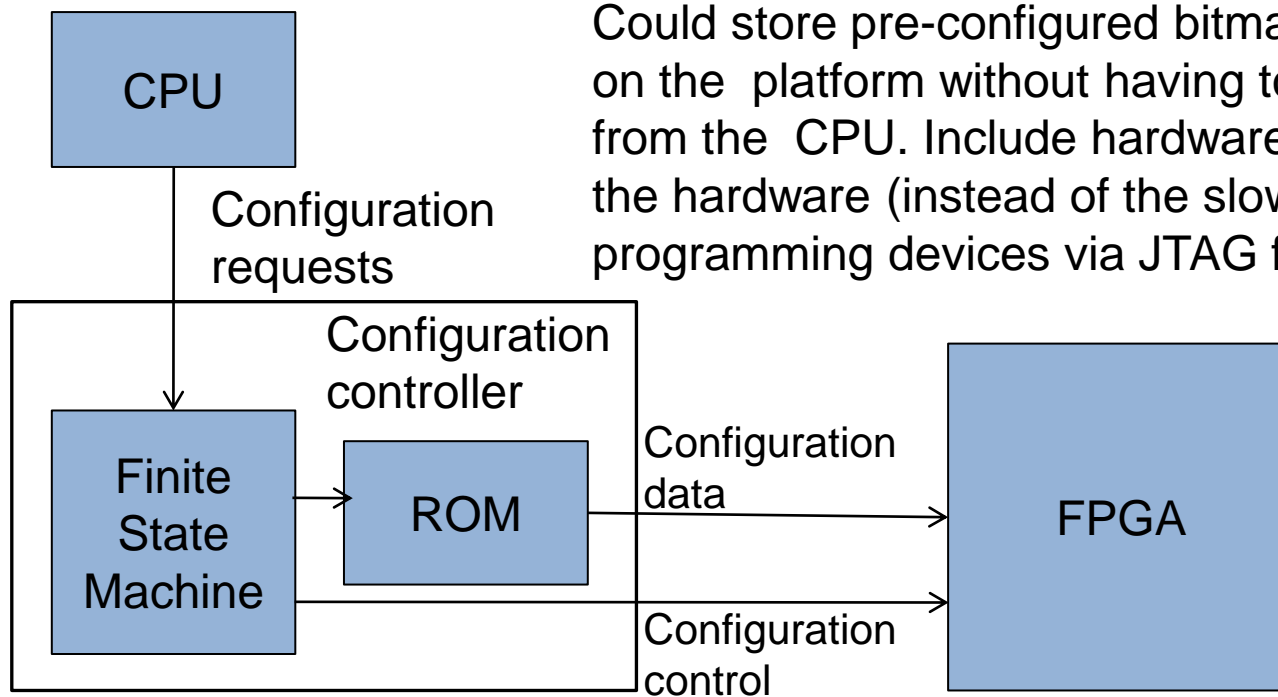 CPU
Could store pre-configured bitma
on the platform without having to
from the CPU. Include hardware
the hardware (instead of the slow
programming devices via JTAG f
Configuration
requests
Configuration
controller
Finite
State
Machine
ROM
Configuration
data
FPGA
Configuration
control